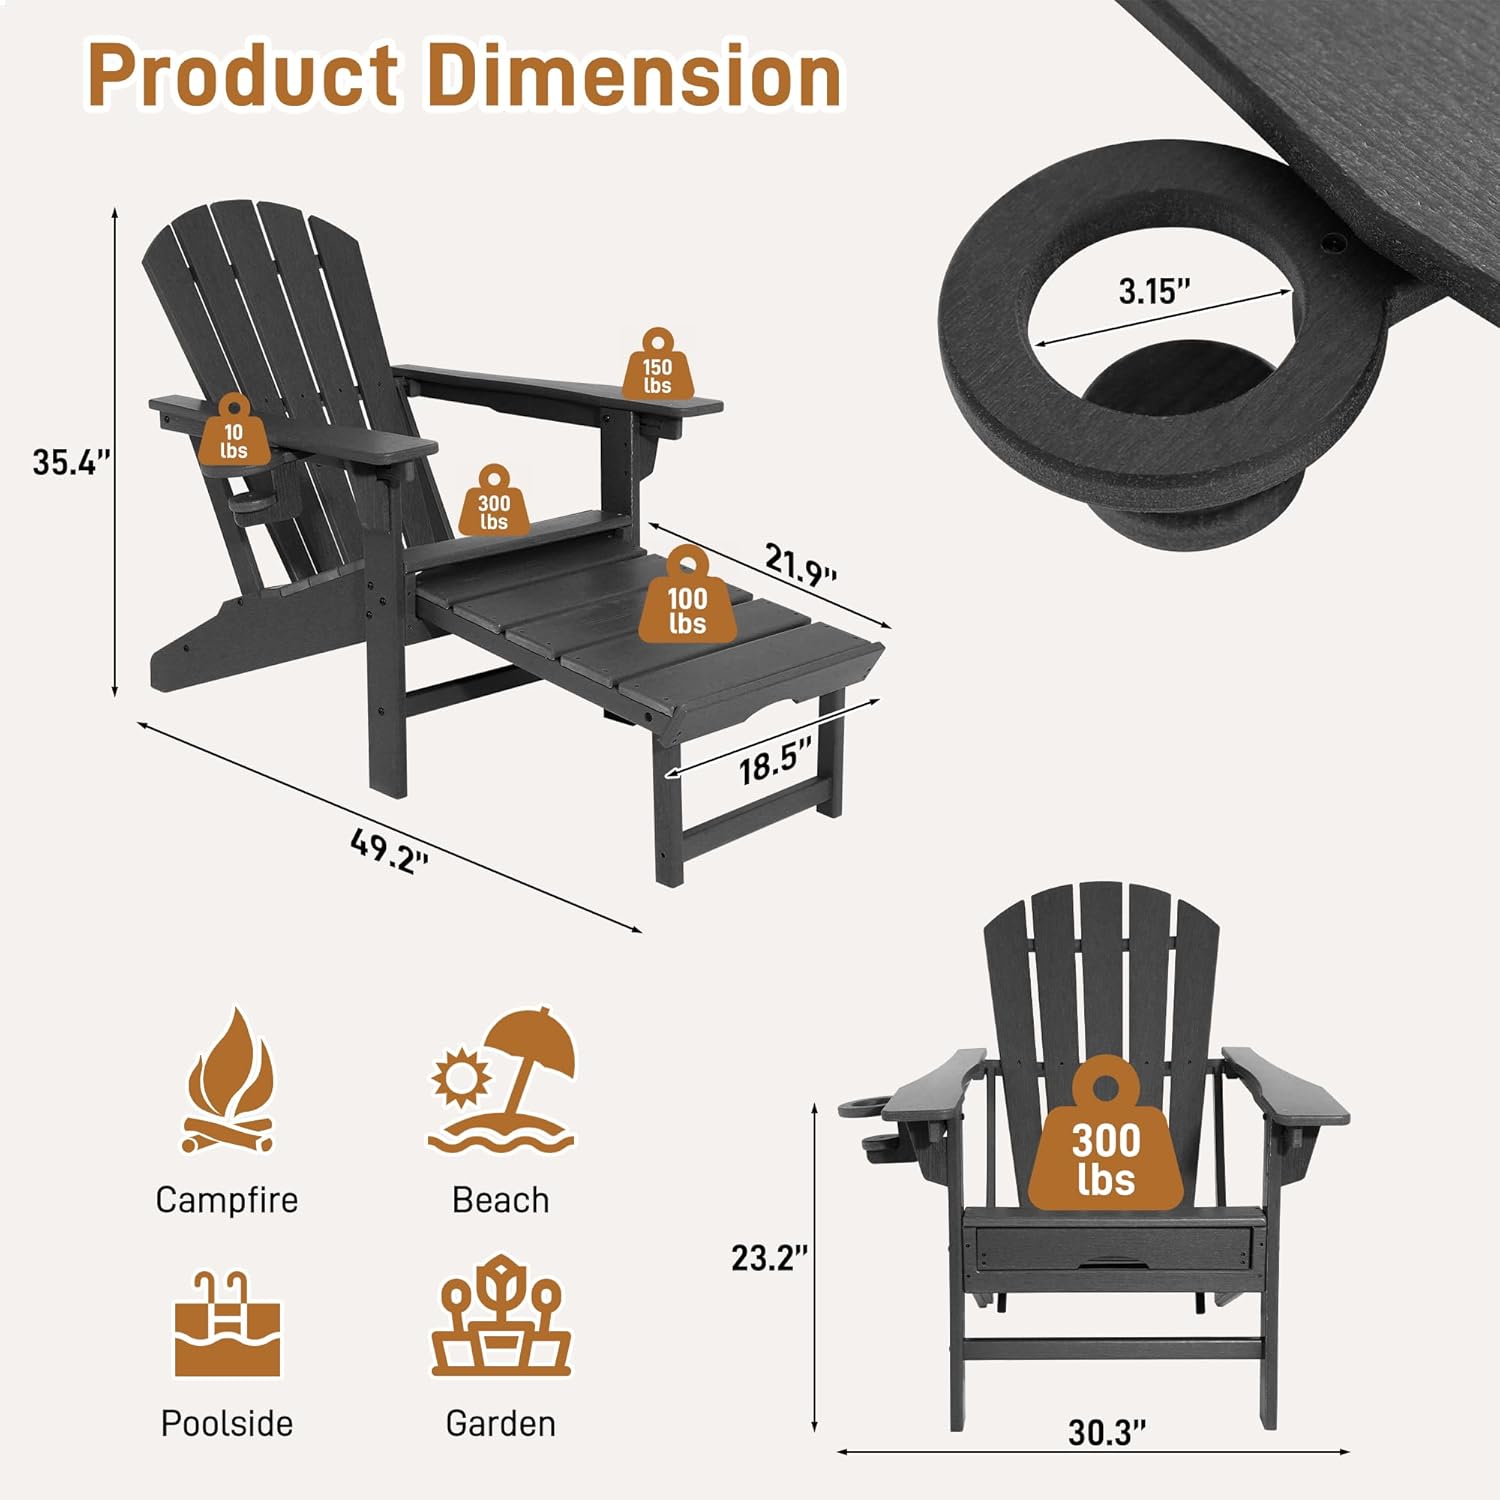 Product Dimension
3.15"
150
lbs
10
lbs
35.4"
300
lbs
21.9"
100
lbs
18.5"
49.2"
Campfire
Beach
300
lbs
23.2"
Poolside
Garden
30.3"